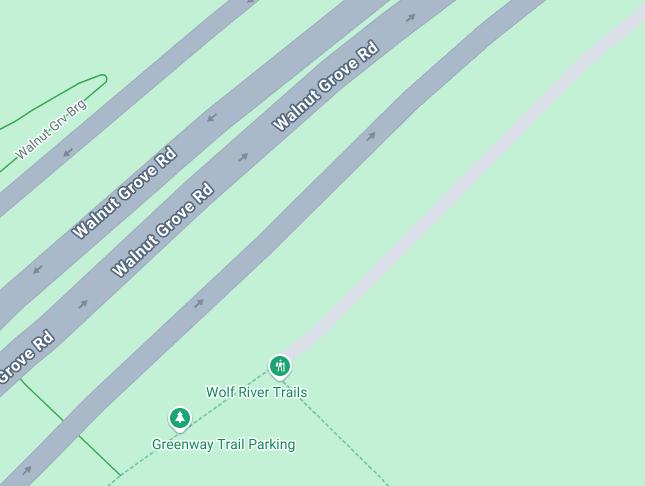 Walnut Grove Rd
Walnut-Grv-Brg
Walnut Grove Rd
Walnut Grove Rd
Grove Rd
Wolf River Trails
Greenway Trail Parking